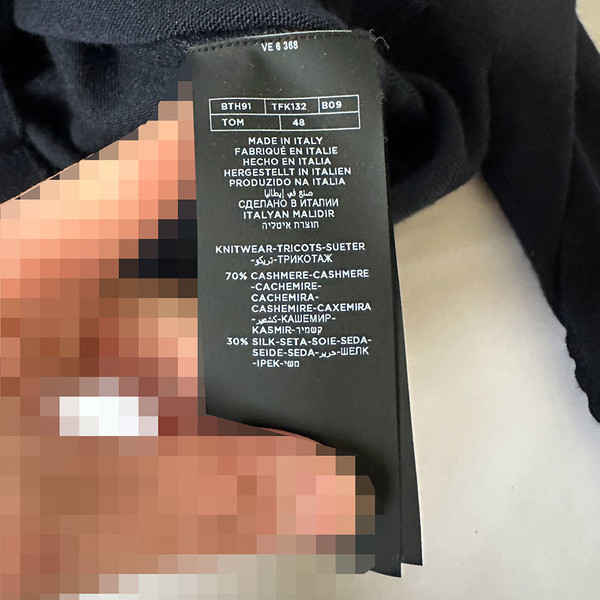 VE 6 368
BTH91 TFK132 B09
TOM 48
MADE IN ITALY
FABRIQUÉ EN ITALIE
HECHO EN ITALIA
HERGESTELLT IN ITALIEN
PRODUZIDO NA ITALIA
صنع في إيطاليا
СДЕЛАНО В ИТАЛИИ
ITALYAN MALIDIR
תוצרת איטליה
KNITWEAR-TRICOTS-SUETER
-تريكو-ТРИКОТАЖ
70% CASHMERE-CASHMERE
-CACHEMIRE-
CACHEMIRA-
CASHEMIRE-CAXEMIRA
-كشمير-КАШЕМИР-
KASMIR-קשמיר
30% SILK-SETA-SOIE-SEDA-
SEIDE-SEDA-حرير-ШЕЛК
-IPEK-משי